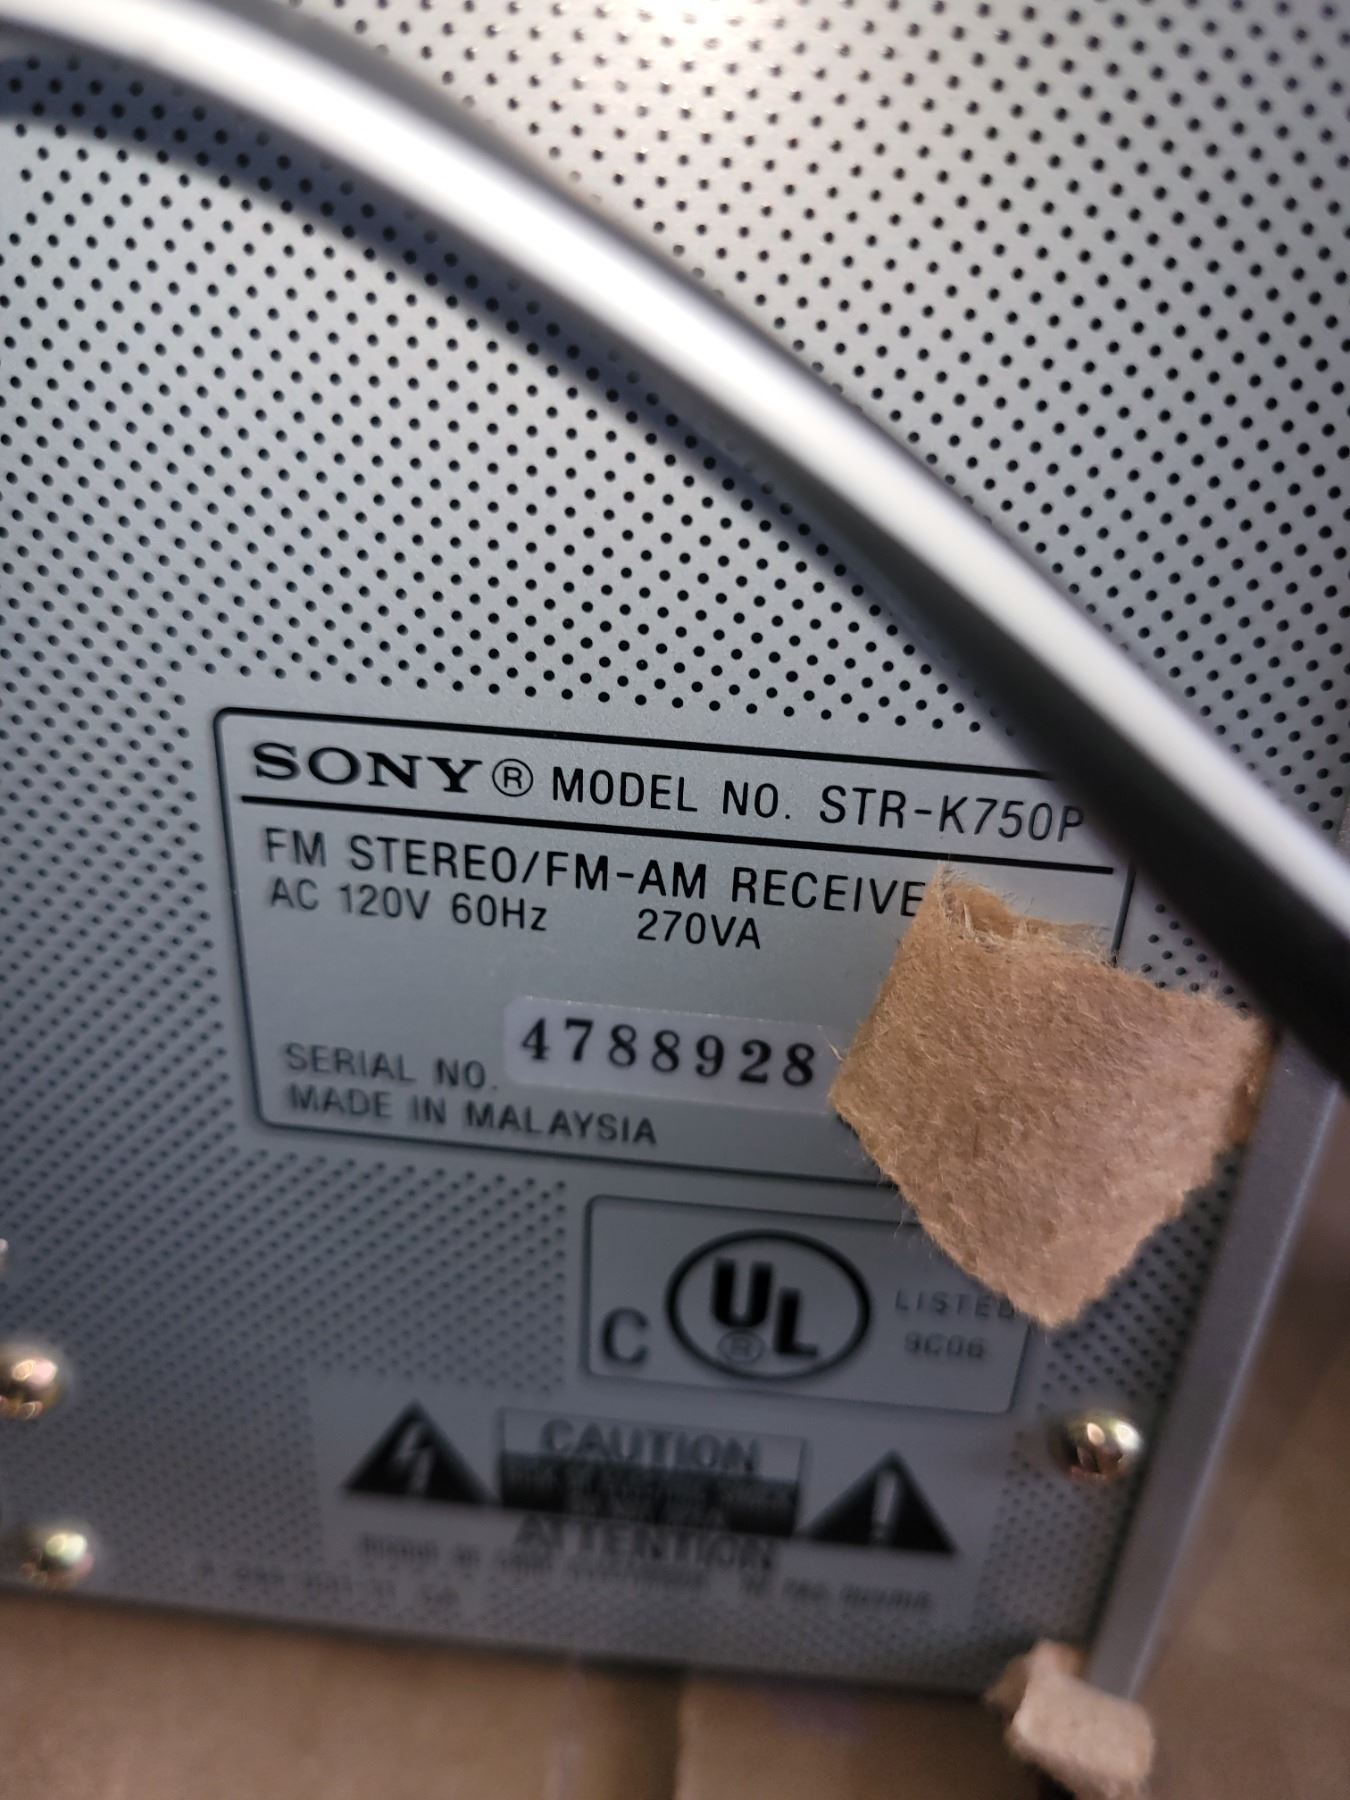 SONY® MODEL NO. STR-K750P
FM STEREO/FM-AM RECEIVE
AC 120V 60Hz 270VA
SERIAL NO. 4788928
MADE IN MALAYSIA
C UL® LISTED
9C06
CAUTION
ATTENTION